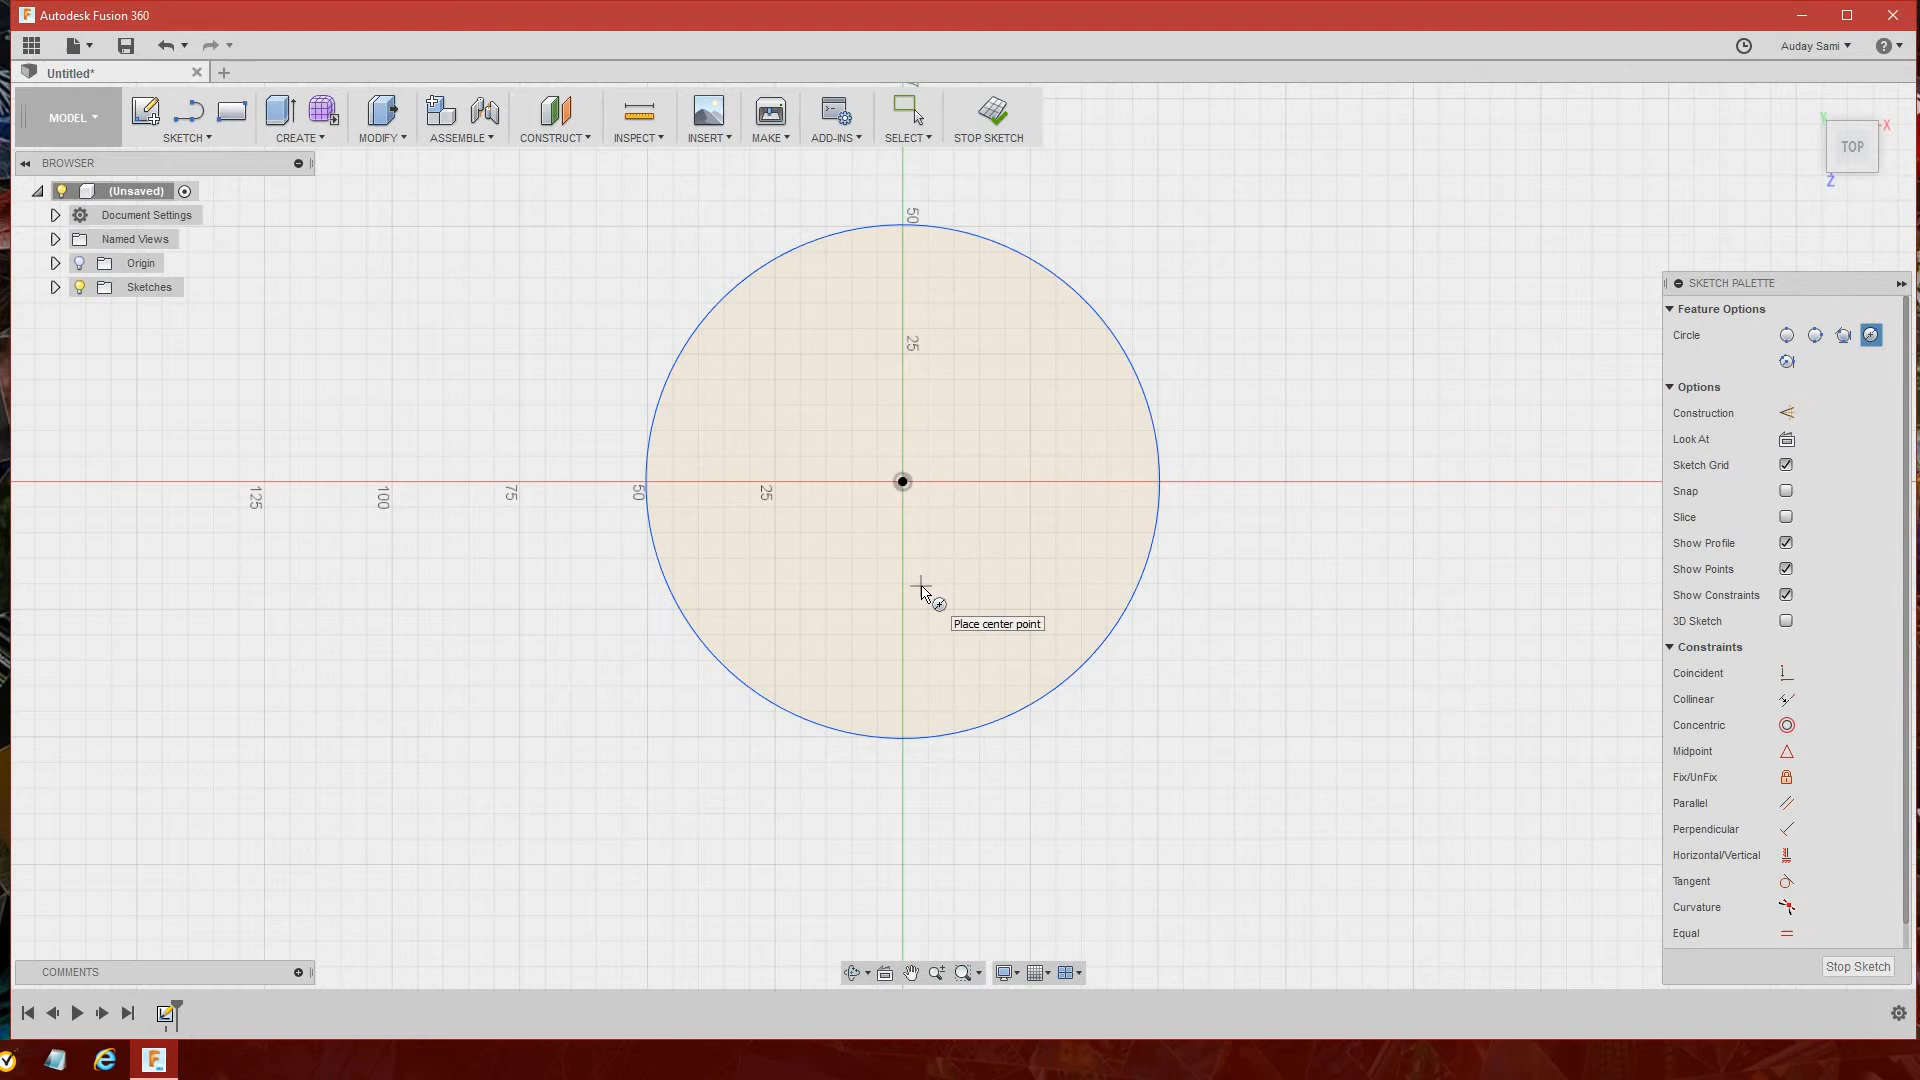 Autodesk Fusion 360
Auday Sami
Untitled*
MODEL
SKETCH
CREATE
MODIFY
ASSEMBLE
CONSTRUCT
INSPECT
INSERT
MAKE
ADD-INS
SELECT
STOP SKETCH
Y
X
TOP
Z
BROWSER
(Unsaved)
Document Settings
Named Views
Origin
Sketches
50
25
125
100
75
50
25
Place center point
SKETCH PALETTE
Feature Options
Circle
Options
Construction
Look At
Sketch Grid
Snap
Slice
Show Profile
Show Points
Show Constraints
3D Sketch
Constraints
Coincident
Collinear
Concentric
Midpoint
Fix/UnFix
Parallel
Perpendicular
Horizontal/Vertical
Tangent
Curvature
Equal
Stop Sketch
COMMENTS